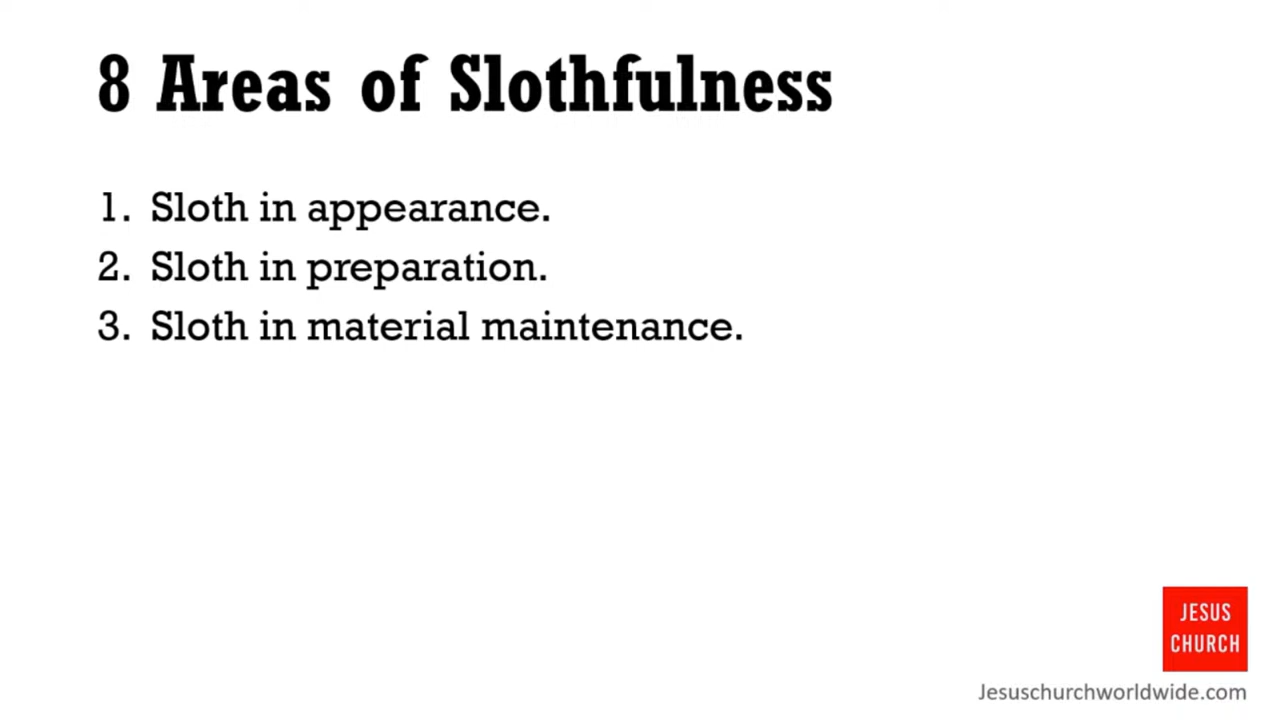 8 Areas of Slothfulness
1. Sloth in appearance.
2. Sloth in preparation.
3. Sloth in material maintenance.
JESUS
CHURCH
Jesuschurchworldwide.com